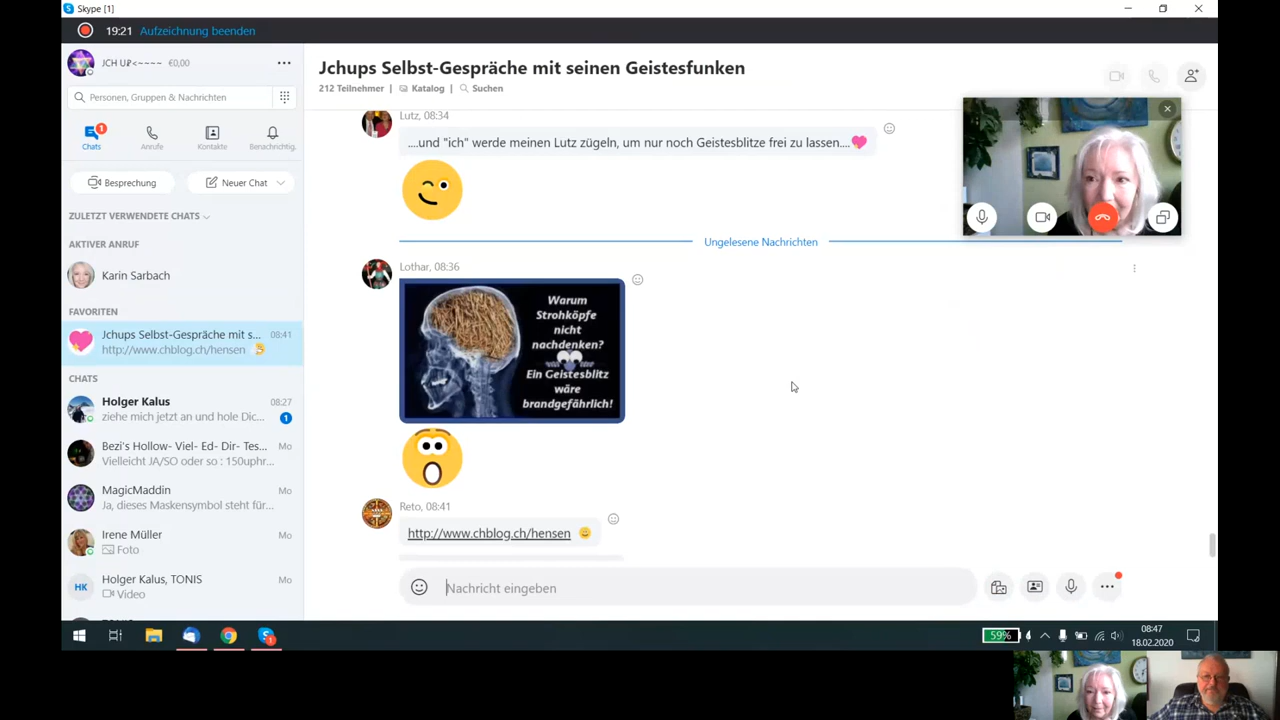 Skype [1]
19:21 Aufzeichnung beenden
€0,00
Personen, Gruppen & Nachrichten
1
Chats
Anrufe
Kontakte
Benachrichtig.
Besprechung
Neuer Chat
ZULETZT VERWENDETE CHATS
AKTIVER ANRUF
Karin Sarbach
FAVORITEN
Jchups Selbst-Gespräche mit s... 08:41
http://www.chblog.ch/hensen
CHATS
Holger Kalus 08:27
ziehe mich jetzt an und hole Dic... 1
Bezi's Hollow- Viel- Ed- Dir- Tes... Mo
Vielleicht JA/SO oder so : 150uphr...
MagicMaddin Mo
Ja, dieses Maskensymbol steht für...
Irene Müller Mo
Foto
HK
Holger Kalus, TONIS Mo
Video
Jchups Selbst-Gespräche mit seinen Geistesfunken
212 Teilnehmer | Katalog | Suchen
Lutz, 08:34
....und "ich" werde meinen Lutz zügeln, um nur noch Geistesblitze frei zu lassen....
Ungelesene Nachrichten
Lothar, 08:36
Warum
Strohköpfe
nicht
nachdenken?
Ein Geistesblitz
wäre
brandgefährlich!
Reto, 08:41
http://www.chblog.ch/hensen
Nachricht eingeben
59%
08:47
18.02.2020